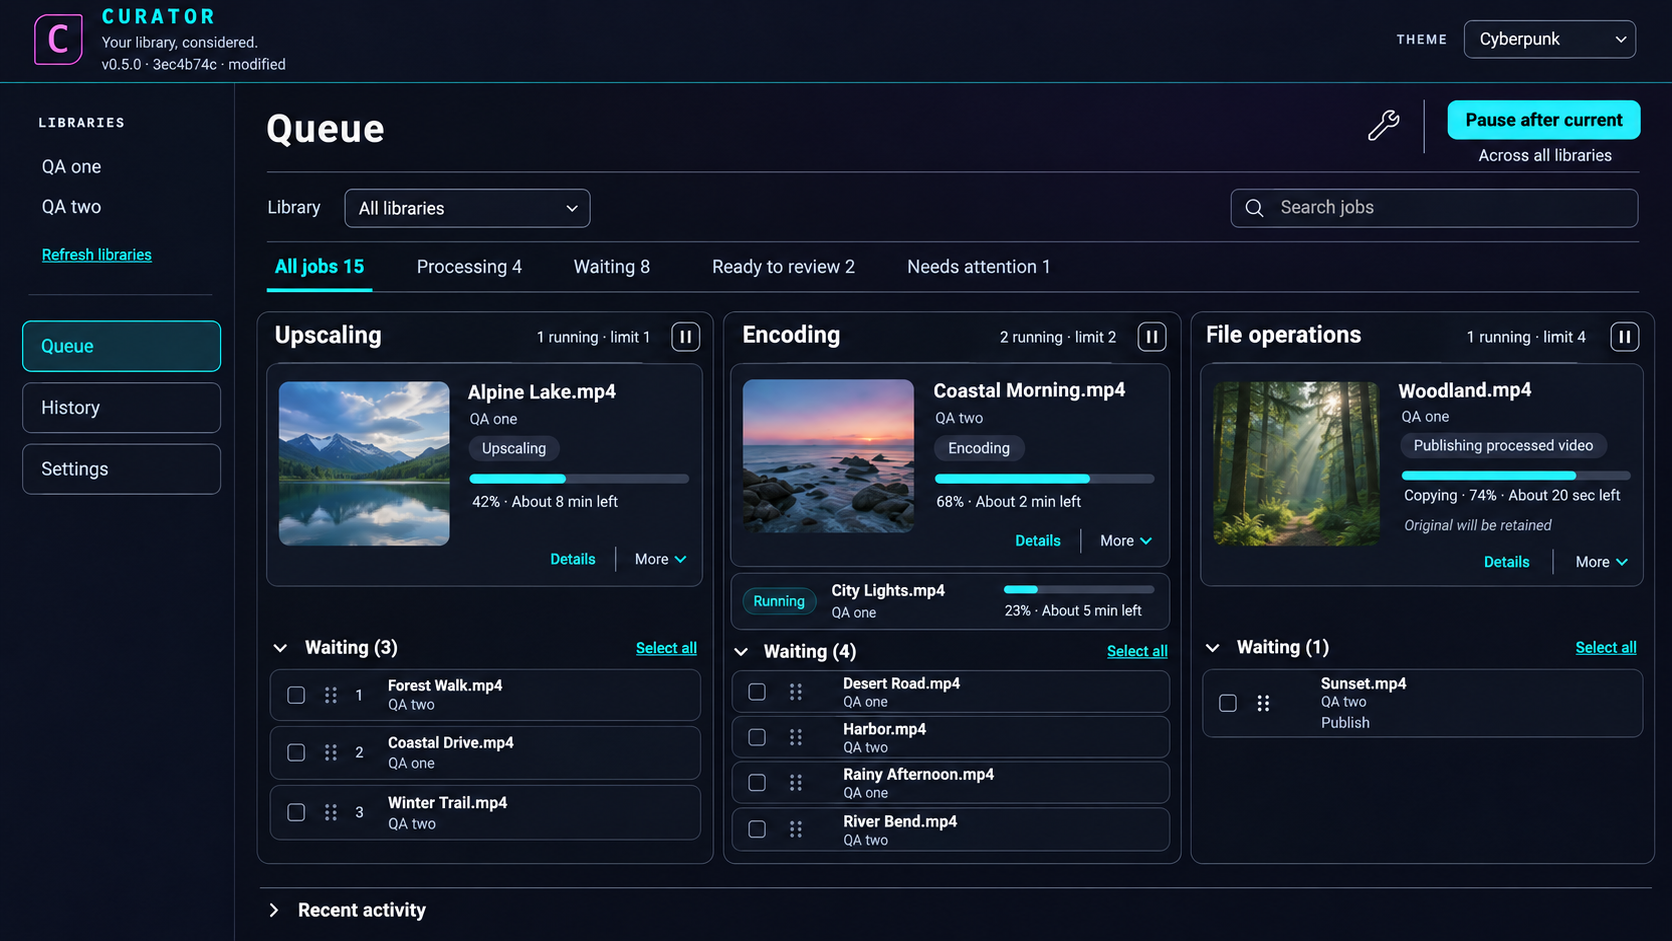 C
CURATOR
Your library, considered.
v0.5.0 · 3ec4b74c · modified
THEME
Cyberpunk
LIBRARIES
QA one
QA two
Refresh libraries
Queue
History
Settings
Queue
Pause after current
Across all libraries
Library
All libraries
Search jobs
All jobs 15
Processing 4
Waiting 8
Ready to review 2
Needs attention 1
Upscaling
1 running · limit 1
Alpine Lake.mp4
QA one
Upscaling
42% · About 8 min left
Details
More
Waiting (3)
Select all
1
Forest Walk.mp4
QA two
2
Coastal Drive.mp4
QA one
3
Winter Trail.mp4
QA two
Encoding
2 running · limit 2
Coastal Morning.mp4
QA two
Encoding
68% · About 2 min left
Details
More
Running
City Lights.mp4
QA one
23% · About 5 min left
Waiting (4)
Select all
Desert Road.mp4
QA one
Harbor.mp4
QA two
Rainy Afternoon.mp4
QA one
River Bend.mp4
QA two
File operations
1 running · limit 4
Woodland.mp4
QA one
Publishing processed video
Copying · 74% · About 20 sec left
Original will be retained
Details
More
Waiting (1)
Select all
Sunset.mp4
QA two
Publish
Recent activity